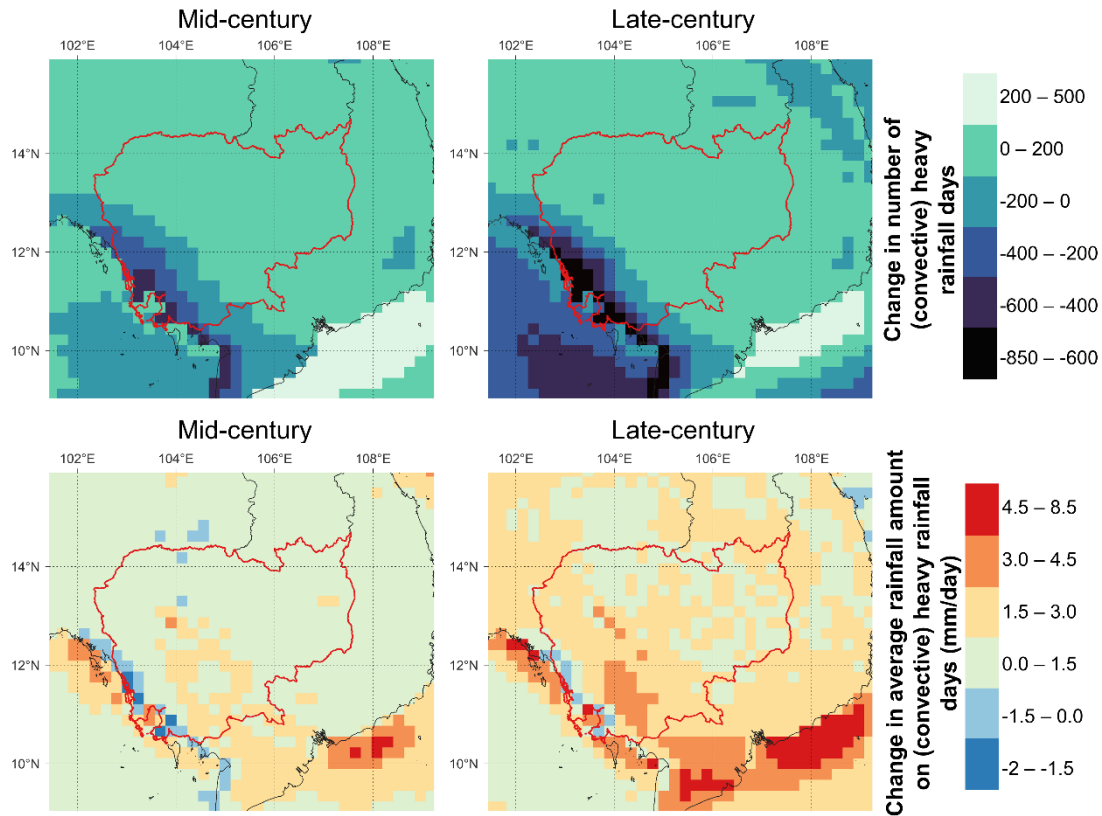 Mid-century
Late-century
102°E 104°E 106°E 108°E
102°E 104°E 106°E 108°E
14°N
12°N
10°N
14°N
12°N
10°N
Change in number of
(convective) heavy
rainfall days
200 – 500
0 – 200
-200 – 0
-400 – -200
-600 – -400
-850 – -600
Mid-century
Late-century
102°E 104°E 106°E 108°E
102°E 104°E 106°E 108°E
14°N
12°N
10°N
14°N
12°N
10°N
Change in average rainfall amount
on (convective) heavy rainfall
days (mm/day)
4.5 – 8.5
3.0 – 4.5
1.5 – 3.0
0.0 – 1.5
-1.5 – 0.0
-2 – -1.5